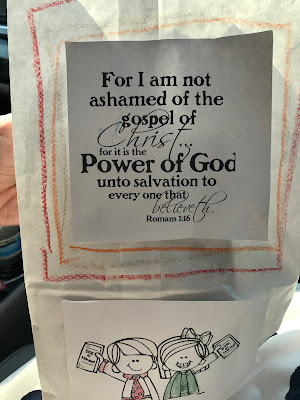 For I am not
ashamed of the
gospel of
Christ...
for it is the
Power of God
unto salvation to
every one that
believeth.
Romans 1:16